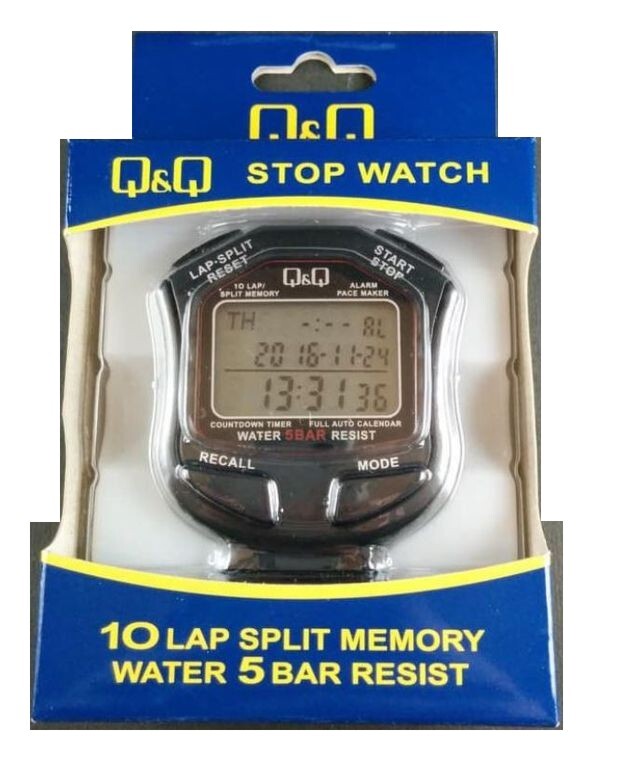 Q&Q
Q&Q STOP WATCH
LAP-SPLIT
RESET
START
STOP
Q&Q
10 LAP/
SPLIT MEMORY
ALARM
PACE MAKER
TH -:-- AL
2016-11-24
13:31 36
COUNTDOWN TIMER FULL AUTO CALENDAR
WATER 5BAR RESIST
RECALL
MODE
10 LAP SPLIT MEMORY
WATER 5 BAR RESIST